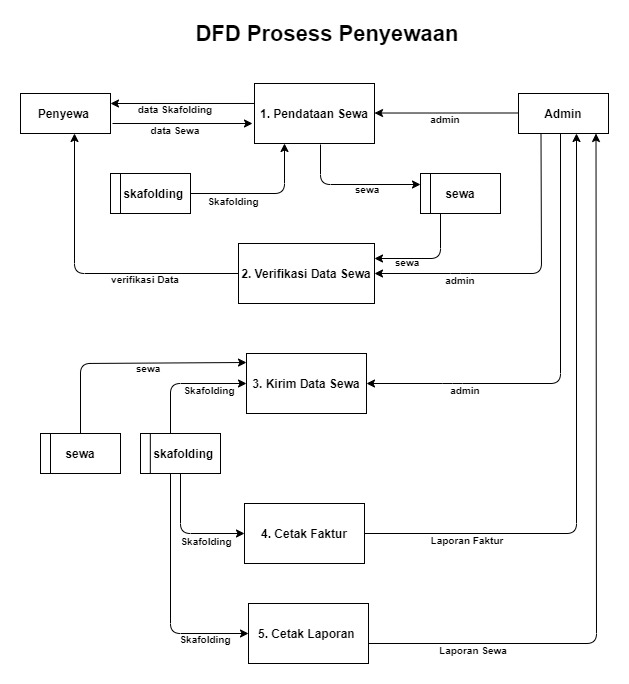 DFD Prosess Penyewaan
Penyewa
data Skafolding
data Sewa
1. Pendataan Sewa
admin
Admin
skafolding
Skafolding
sewa
sewa
sewa
2. Verifikasi Data Sewa
verifikasi Data
admin
sewa
3. Kirim Data Sewa
Skafolding
admin
sewa
skafolding
4. Cetak Faktur
Skafolding
Laporan Faktur
5. Cetak Laporan
Skafolding
Laporan Sewa